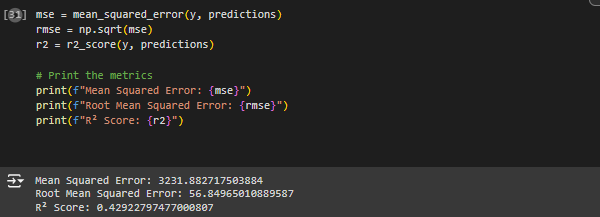 [31] mse = mean_squared_error(y, predictions)
rmse = np.sqrt(mse)
r2 = r2_score(y, predictions)
# Print the metrics
print(f"Mean Squared Error: {mse}")
print(f"Root Mean Squared Error: {rmse}")
print(f"R² Score: {r2}")
Mean Squared Error: 3231.882717503884
Root Mean Squared Error: 56.84965010889587
R² Score: 0.42922797477000807